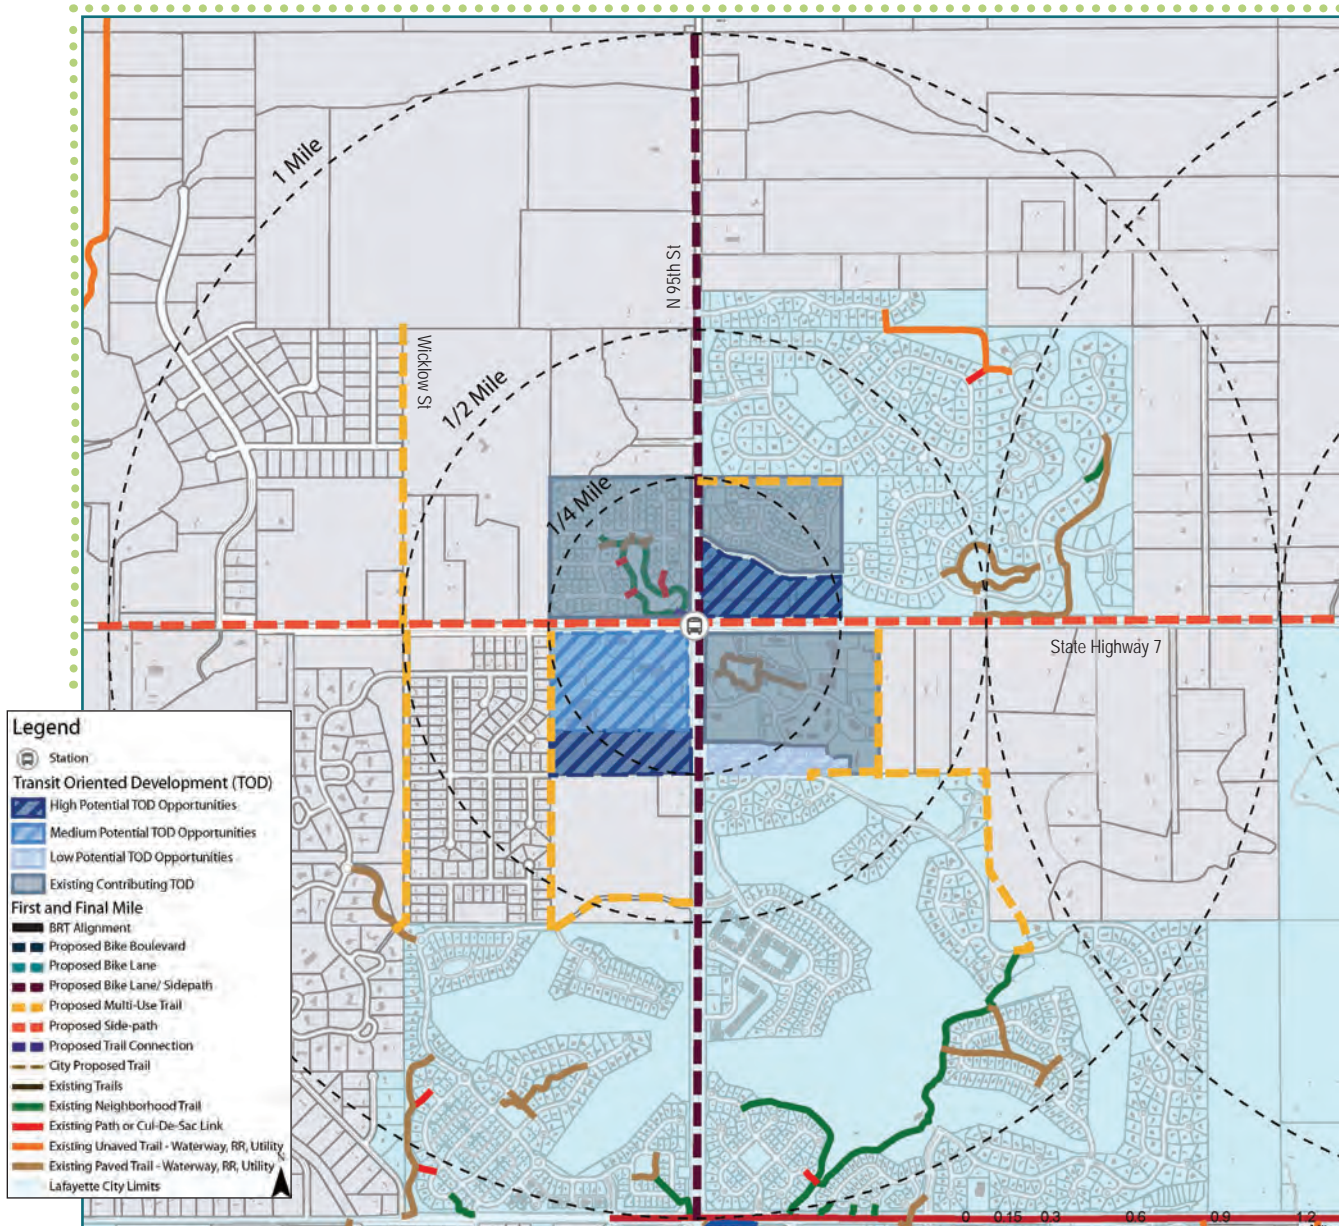 1 Mile
N 95th St
Wicklow St
1/2 Mile
1/4 Mile
State Highway 7
Legend
Station
Transit Oriented Development (TOD)
High Potential TOD Opportunities
Medium Potential TOD Opportunities
Low Potential TOD Opportunities
Existing Contributing TOD
First and Final Mile
BRT Alignment
Proposed Bike Boulevard
Proposed Bike Lane
Proposed Bike Lane/ Sidepath
Proposed Multi-Use Trail
Proposed Side-path
Proposed Trail Connection
City Proposed Trail
Existing Trails
Existing Neighborhood Trail
Existing Path or Cul-De-Sac Link
Existing Unaved Trail - Waterway, RR, Utility
Existing Paved Trail - Waterway, RR, Utility
Lafayette City Limits
0 0.15 0.3 0.6 0.9 1.2